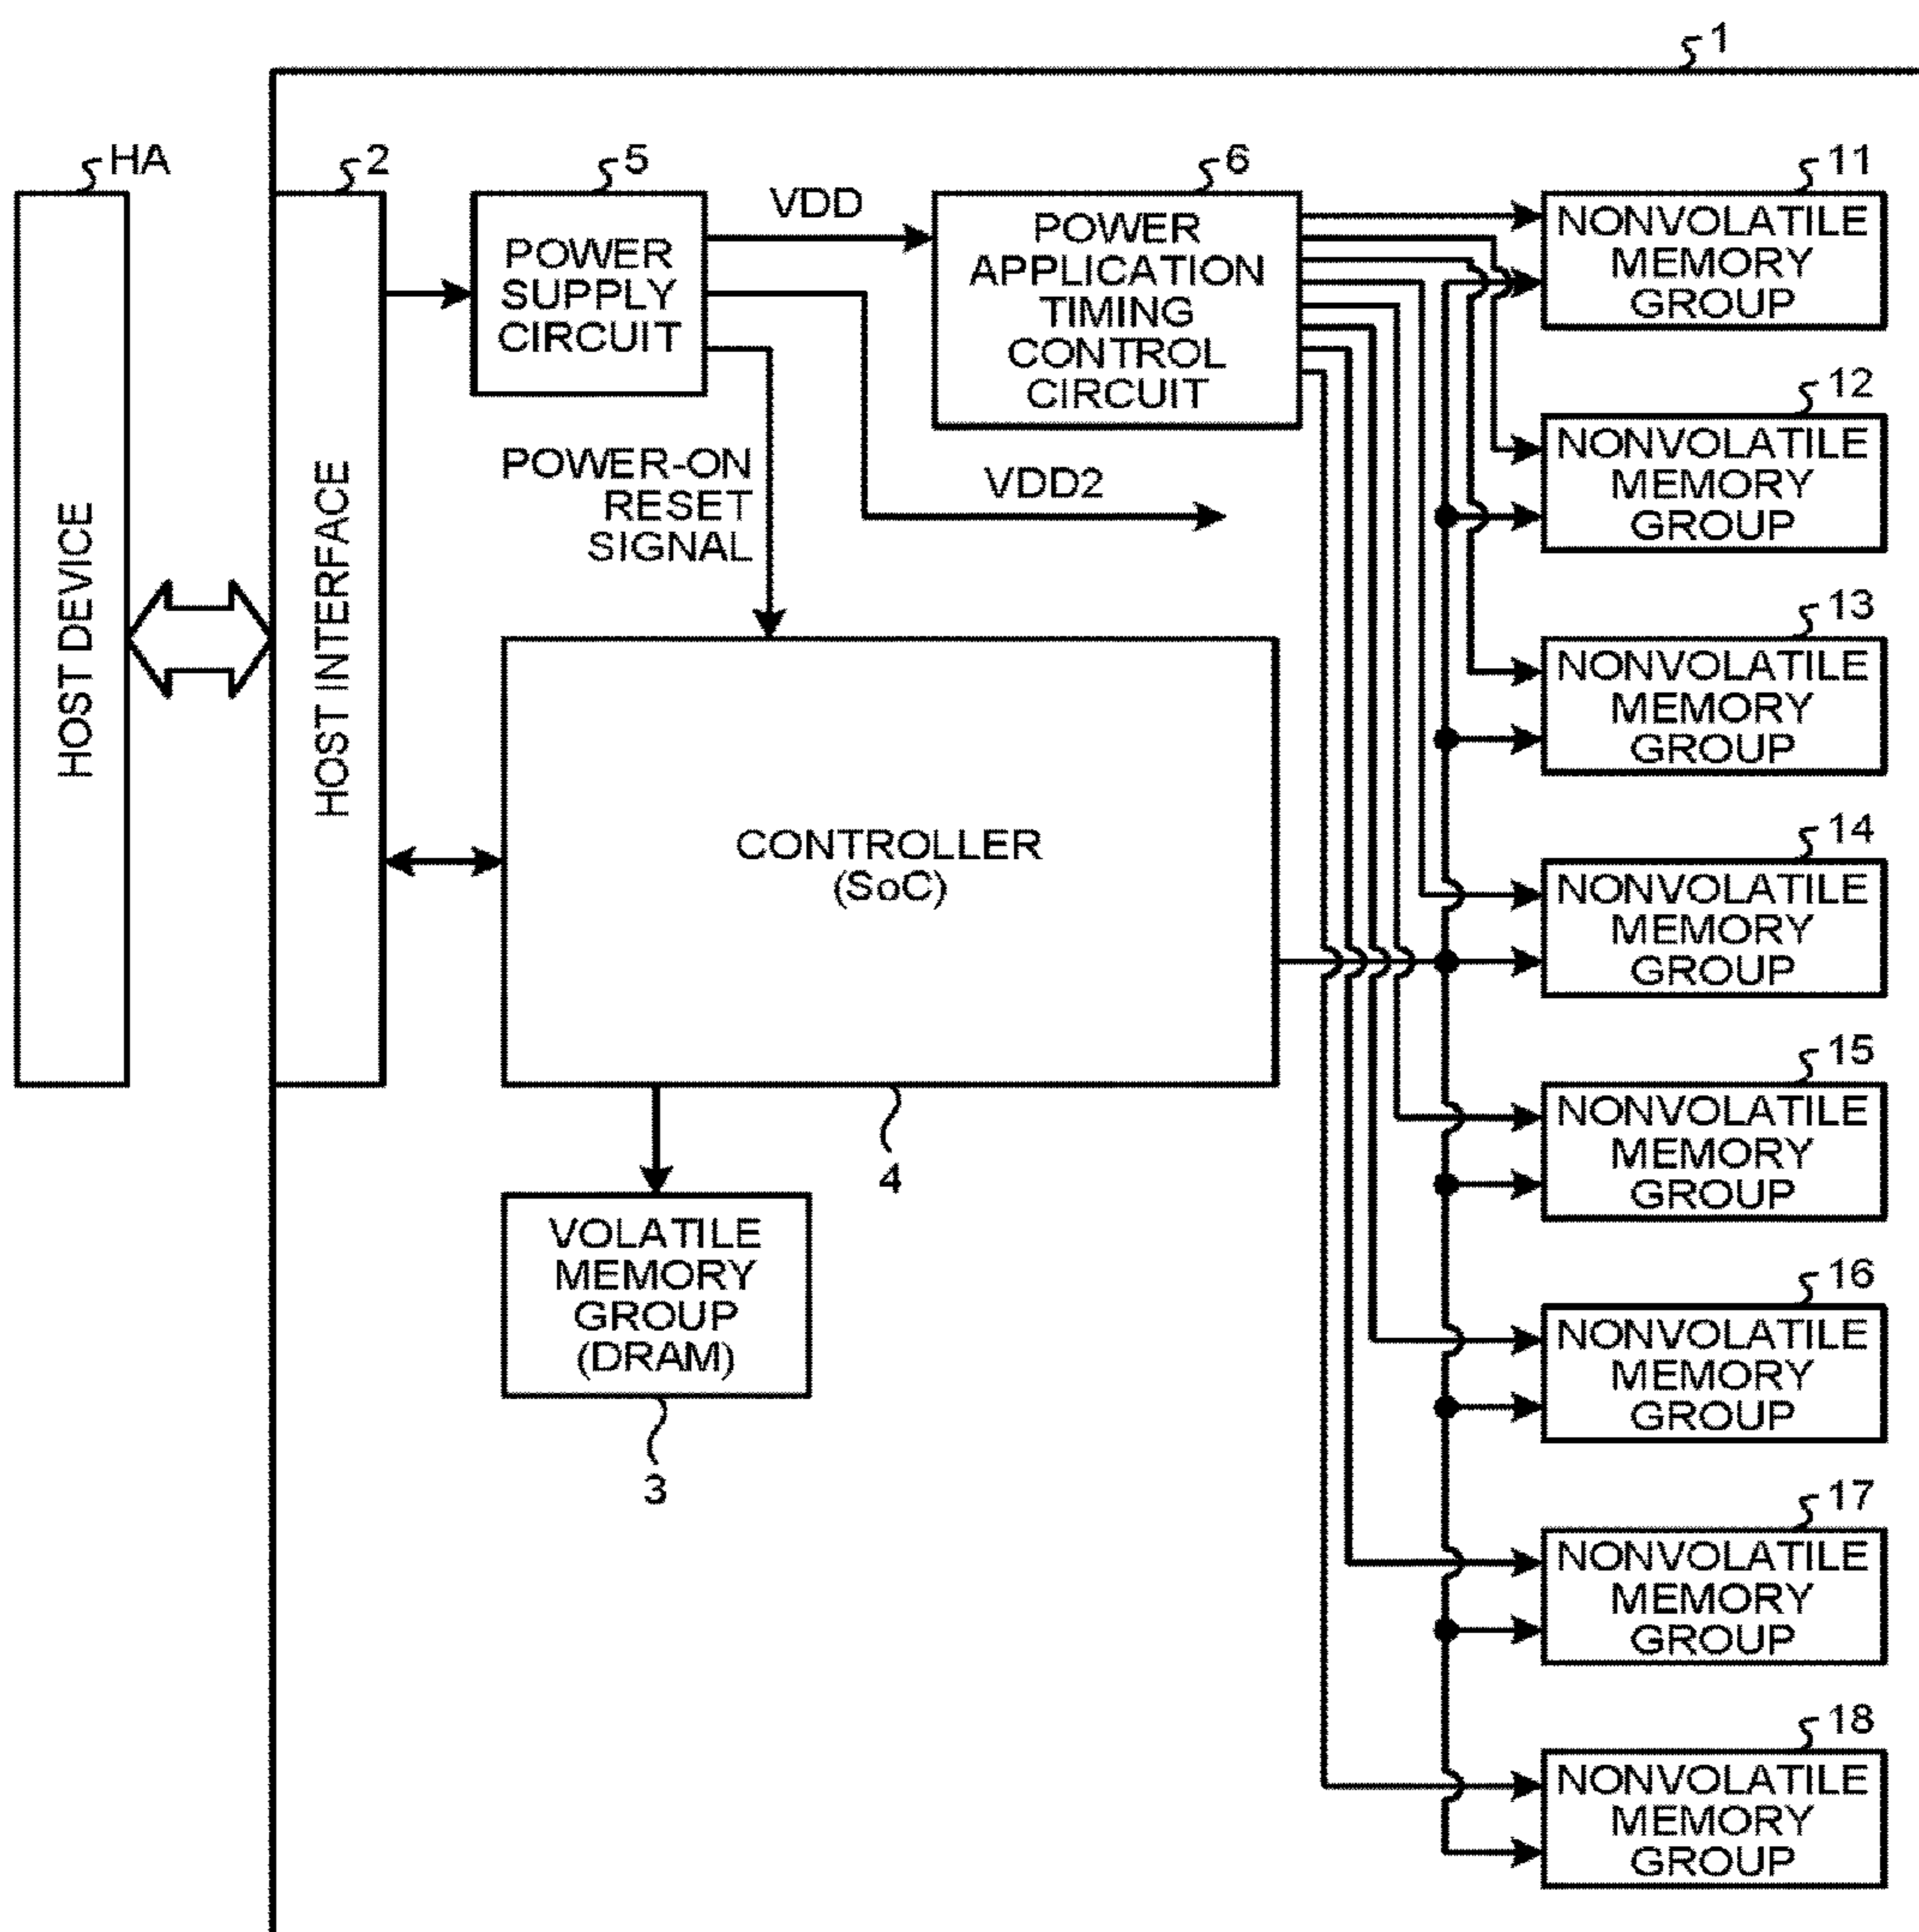 1
HA
2
5
6
11
VDD
HOST DEVICE
HOST INTERFACE
POWER
SUPPLY
CIRCUIT
POWER
APPLICATION
TIMING
CONTROL
CIRCUIT
NONVOLATILE
MEMORY
GROUP
12
NONVOLATILE
MEMORY
GROUP
POWER-ON
RESET
SIGNAL
VDD2
13
NONVOLATILE
MEMORY
GROUP
CONTROLLER
(SoC)
14
NONVOLATILE
MEMORY
GROUP
15
NONVOLATILE
MEMORY
GROUP
4
VOLATILE
MEMORY
GROUP
(DRAM)
3
16
NONVOLATILE
MEMORY
GROUP
17
NONVOLATILE
MEMORY
GROUP
18
NONVOLATILE
MEMORY
GROUP